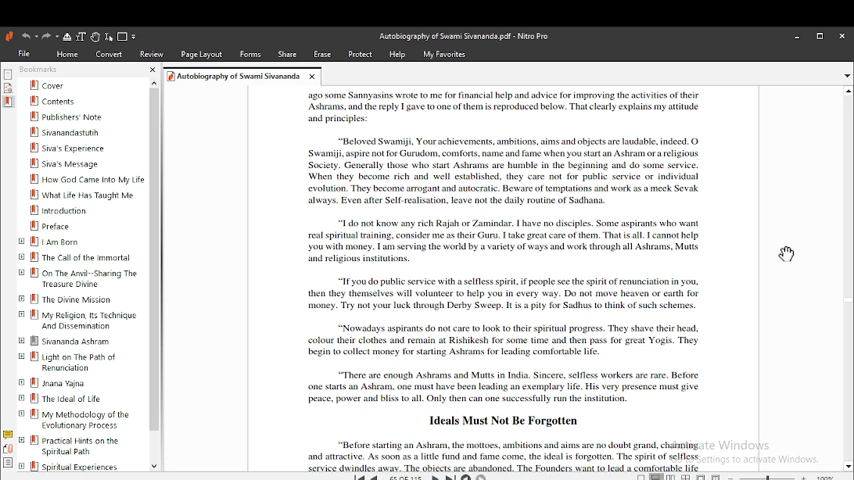 Autobiography of Swami Sivananda.pdf - Nitro Pro
File Home Convert Review Page Layout Forms Share Erase Protect Help My Favorites
Bookmarks
Autobiography of Swami Sivananda
Cover
Contents
Publishers' Note
Sivanandastutih
Siva's Experience
Siva's Message
How God Came Into My Life
What Life Has Taught Me
Introduction
Preface
I Am Born
The Call of the Immortal
On The Anvil--Sharing The
Treasure Divine
The Divine Mission
My Religion, Its Technique
And Dissemination
Sivananda Ashram
Light on The Path of
Renunciation
Jnana Yajna
The Ideal of Life
My Methodology of the
Evolutionary Process
Practical Hints on the
Spiritual Path
Spiritual Experiences
ago some Sannyasins wrote to me for financial help and advice for improving the activities of their
Ashrams, and the reply I gave to one of them is reproduced below. That clearly explains my attitude
and principles:
“Beloved Swamiji, Your achievements, ambitions, aims and objects are laudable, indeed. O
Swamiji, aspire not for Gurudom, comforts, name and fame when you start an Ashram or a religious
Society. Generally those who start Ashrams are humble in the beginning and do some service.
When they become rich and well established, they care not for public service or individual
evolution. They become arrogant and autocratic. Beware of temptations and work as a meek Sevak
always. Even after Self-realisation, leave not the daily routine of Sadhana.
“I do not know any rich Rajah or Zamindar. I have no disciples. Some aspirants who want
real spiritual training, consider me as their Guru. I take great care of them. That is all. I cannot help
you with money. I am serving the world by a variety of ways and work through all Ashrams, Mutts
and religious institutions.
“If you do public service with a selfless spirit, if people see the spirit of renunciation in you,
then they themselves will volunteer to help you in every way. Do not move heaven or earth for
money. Try not your luck through Derby Sweep. It is a pity for Sadhus to think of such schemes.
“Nowadays aspirants do not care to look to their spiritual progress. They shave their head,
colour their clothes and remain at Rishikesh for some time and then pass for great Yogis. They
begin to collect money for starting Ashrams for leading comfortable life.
“There are enough Ashrams and Mutts in India. Sincere, selfless workers are rare. Before
one starts an Ashram, one must have been leading an exemplary life. His very presence must give
peace, power and bliss to all. Only then can one successfully run the institution.
Ideals Must Not Be Forgotten
“Before starting an Ashram, the mottoes, ambitions and aims are no doubt grand, changing
and attractive. As soon as a little fund and fame come, the ideal is forgotten. The spirit of selfless
service dwindles away. The objects are abandoned. The Founders want to lead a comfortable life
Activate Windows
Settings to activate Windows.
65 OF 115
100%